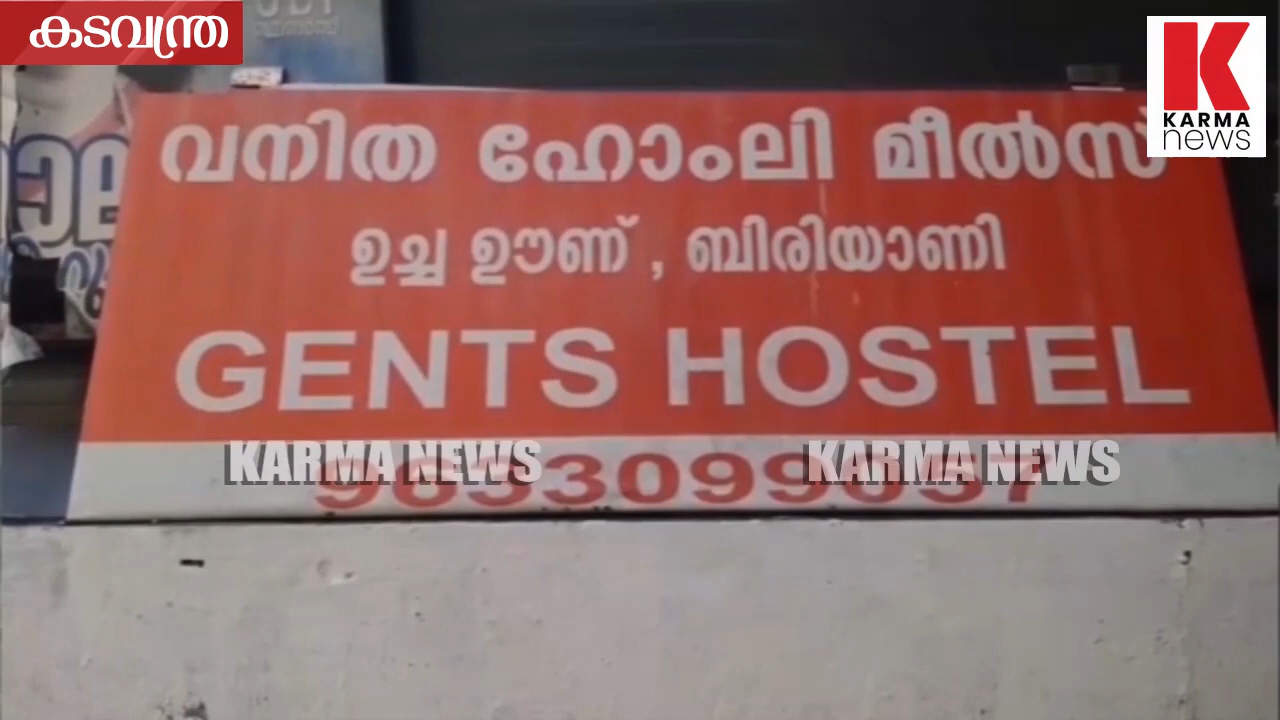 കടവന്ത്ര
KARMA
news
വനിത ഹോംലി മീൽസ്
ഉച്ച ഊണ് , ബിരിയാണി
GENTS HOSTEL
KARMA NEWS KARMA NEWS